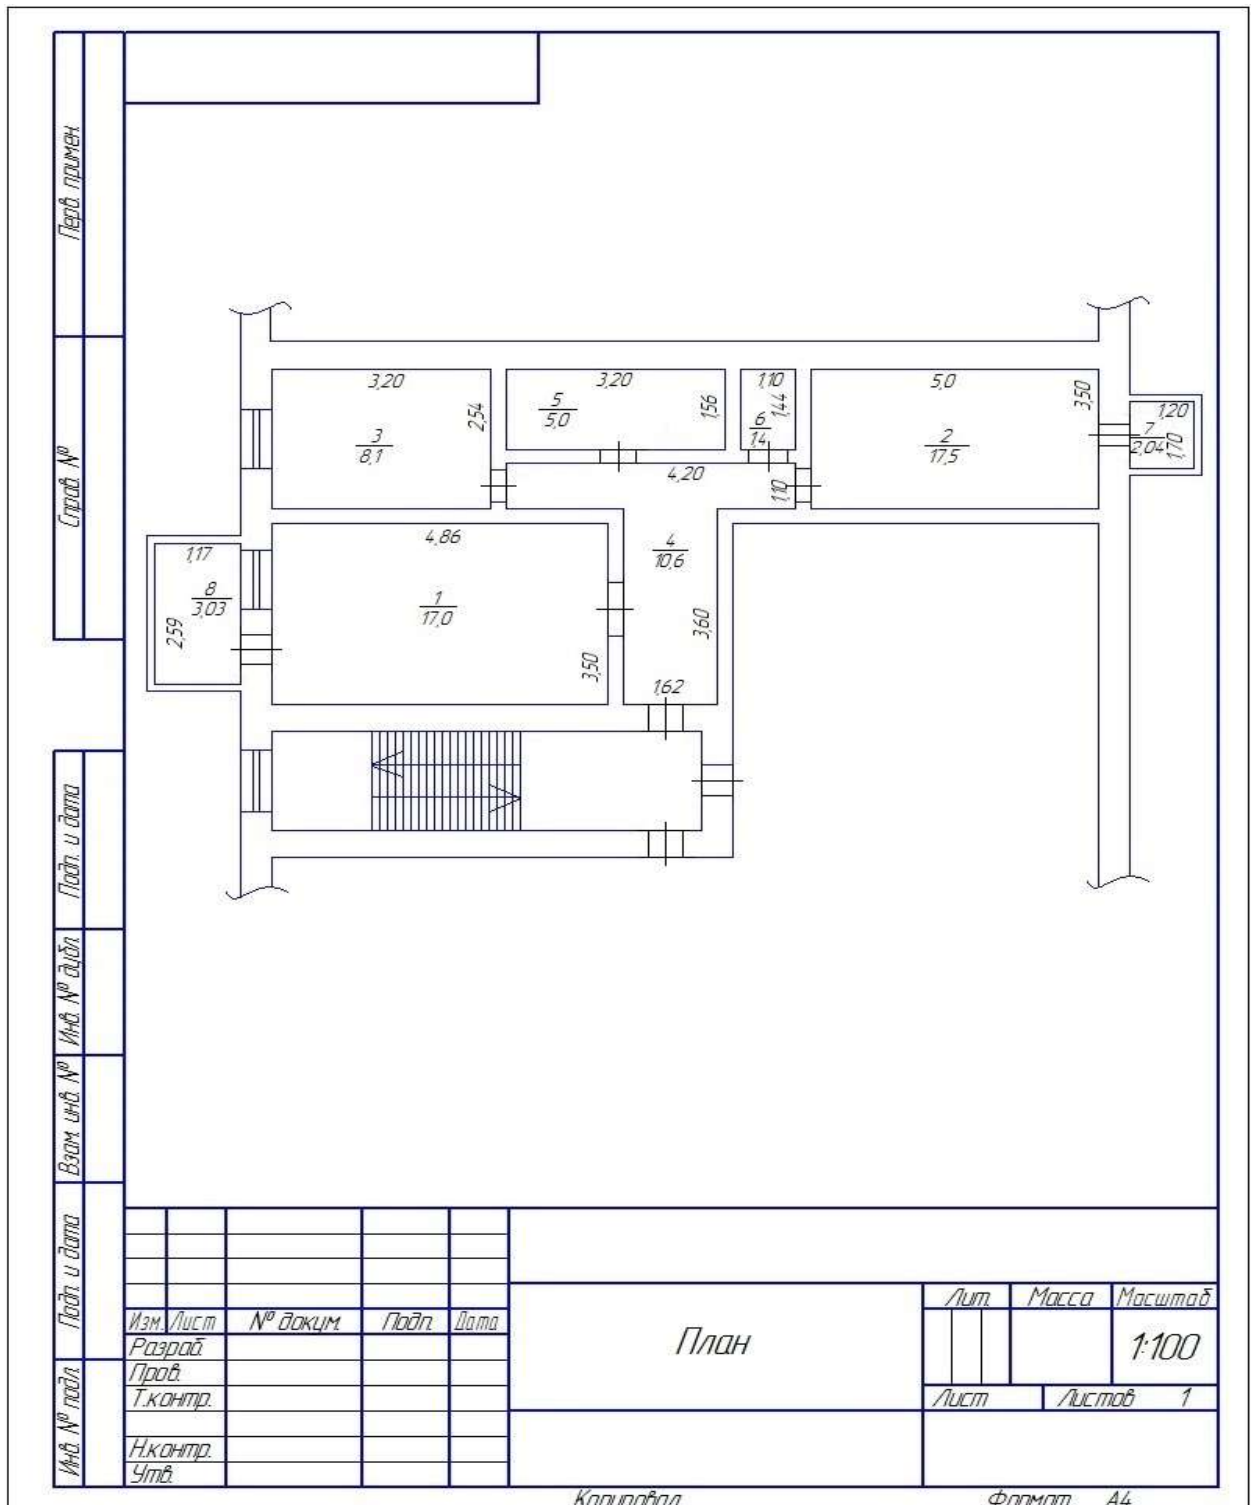 Перв. примен.
Справ. №
Подп. и дата
Инв. № дубл.
Взам. инв. №
Подп. и дата
Инв. № подл.
3,20
2,54
3
8,1
3,20
1,56
5
5,0
1,10
1,44
6
1,4
5,0
3,50
2
17,5
1,20
7
2,04
1,70
4,20
1,10
4
10,6
3,60
1,62
4,86
1
17,0
3,50
1,17
8
3,03
2,59
Изм. Лист № докум. Подп. Дата
Разраб.
Пров.
Т.контр.
Н.контр.
Утв.
План
Лит. Масса Масштаб
1:100
Лист Листов 1
Копировал Формат А4